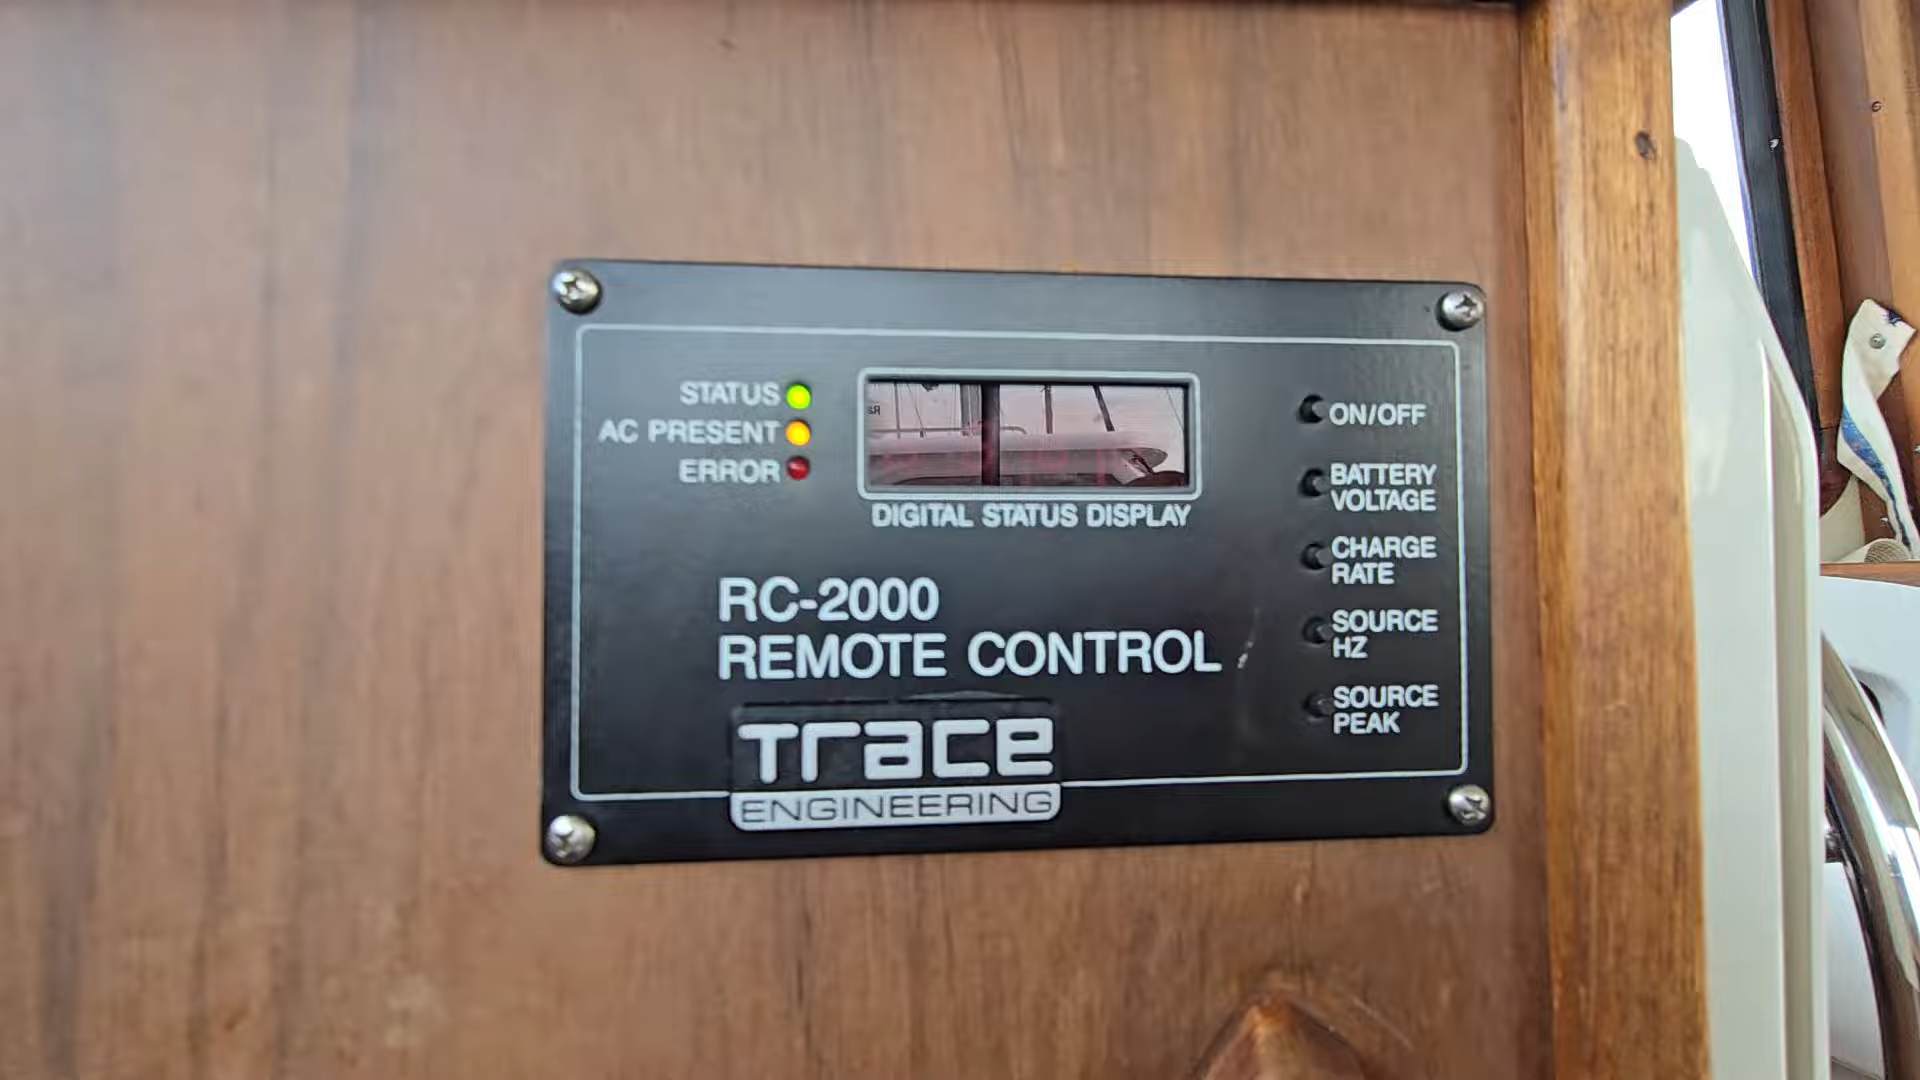 STATUS
AC PRESENT
ERROR
DIGITAL STATUS DISPLAY
RC-2000
REMOTE CONTROL
Trace
ENGINEERING
ON/OFF
BATTERY
VOLTAGE
CHARGE
RATE
SOURCE
HZ
SOURCE
PEAK